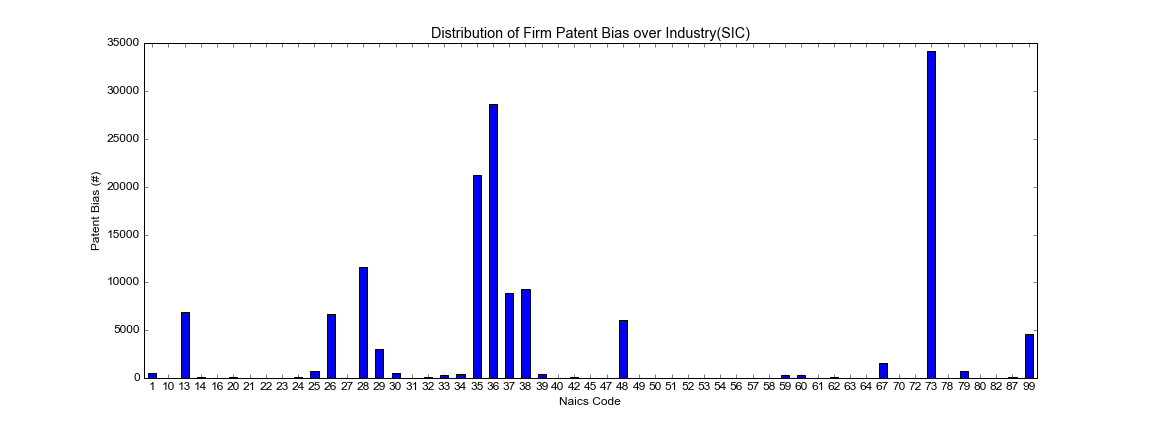 Distribution of Firm Patent Bias over Industry(SIC)
35000
30000
25000
20000
15000
10000
5000
0
Patent Bias (#)
1 10 13 14 16 20 21 22 23 24 25 26 27 28 29 30 31 32 33 34 35 36 37 38 39 40 42 45 47 48 49 50 51 52 53 54 56 57 58 59 60 61 62 63 64 67 70 72 73 78 79 80 82 87 99
Naics Code